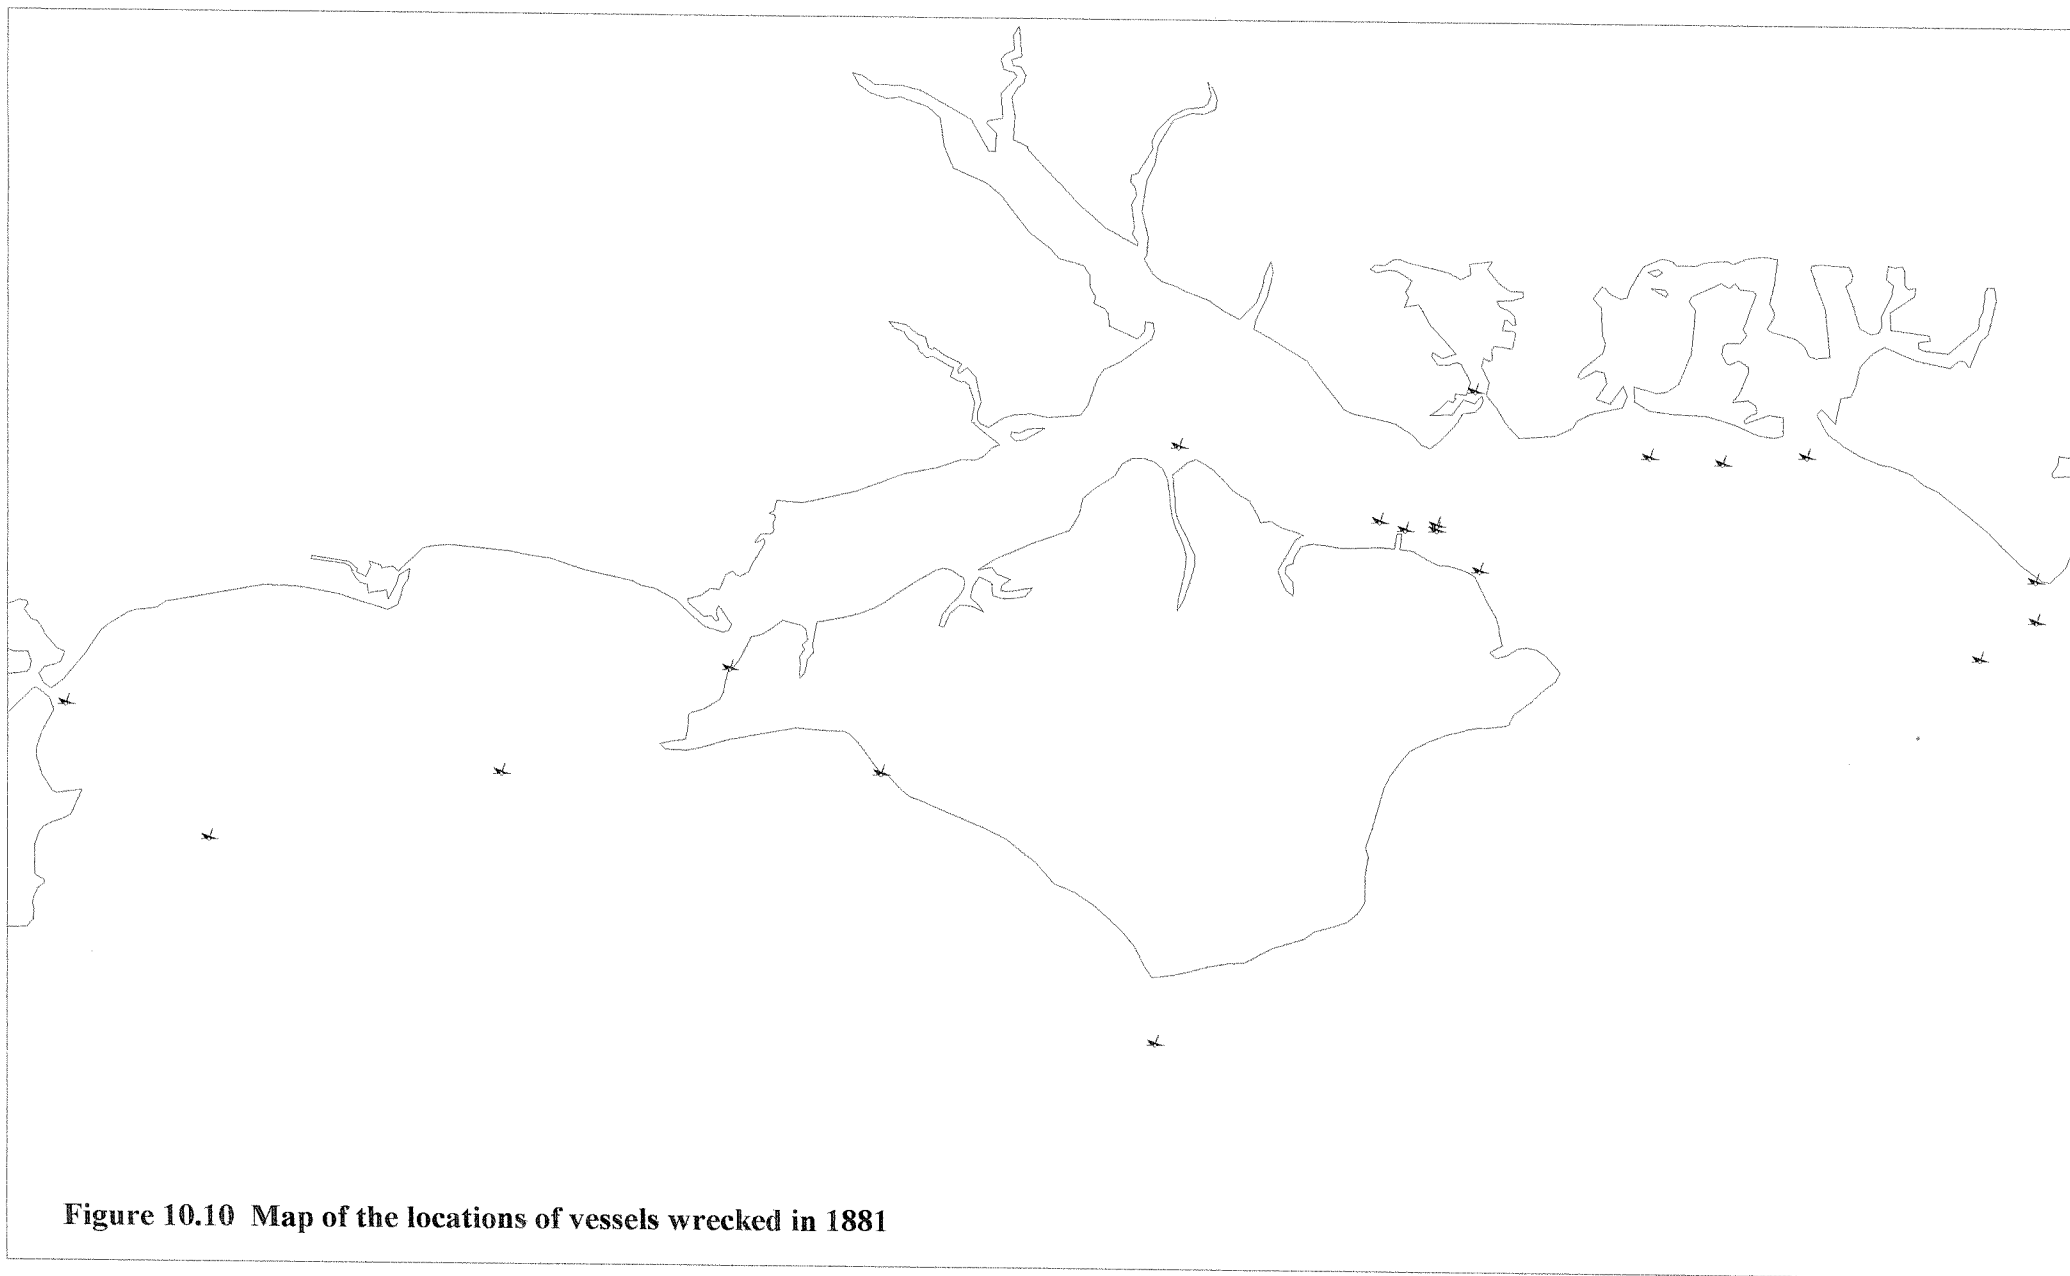 Figure 10.10 Map of the locations of vessels wrecked in 1881